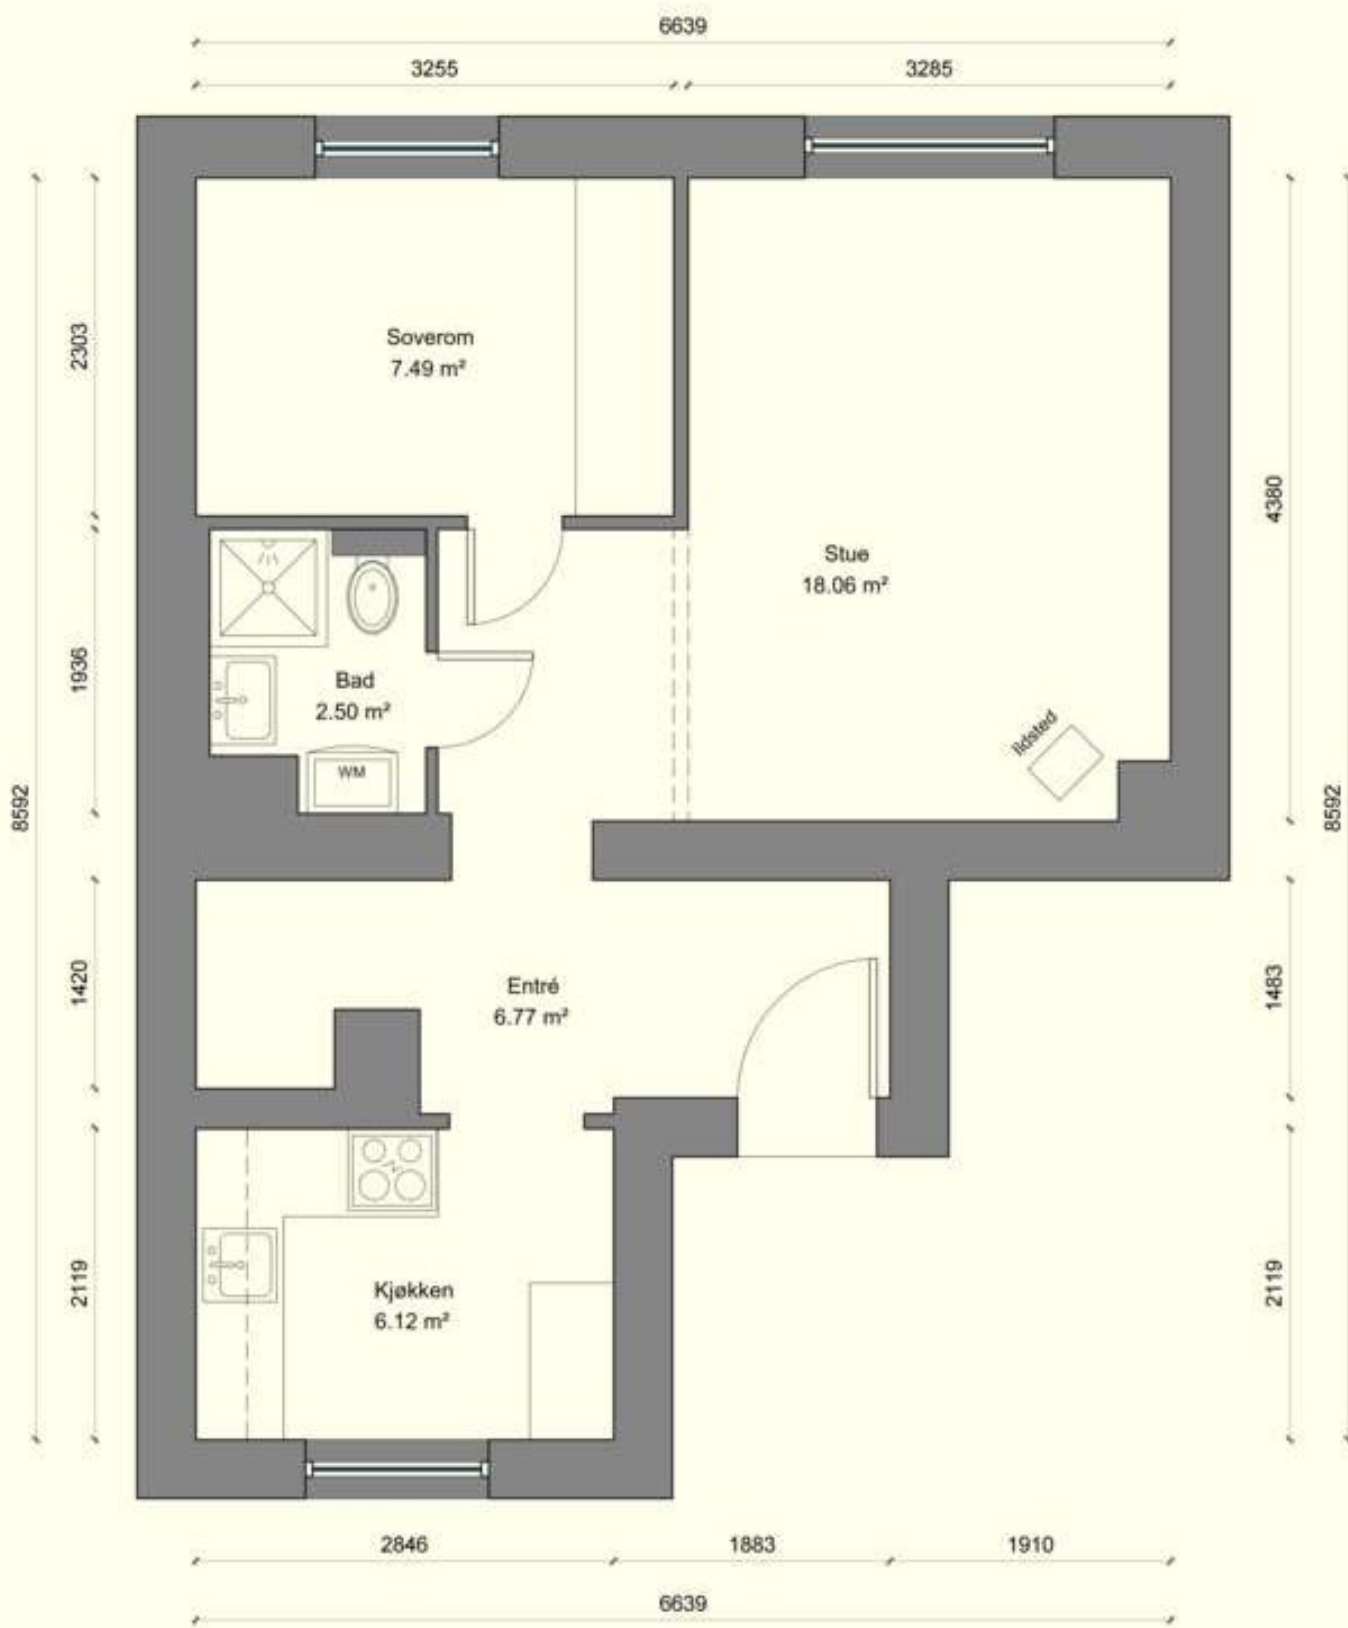 6639
3255
3285
2303
Soverom
7.49 m²
4380
Stue
18.06 m²
1936
Bad
2.50 m²
Ildsted
WM
8592
8592
1420
Entré
6.77 m²
1483
2119
Kjøkken
6.12 m²
2119
2846
1883
1910
6639